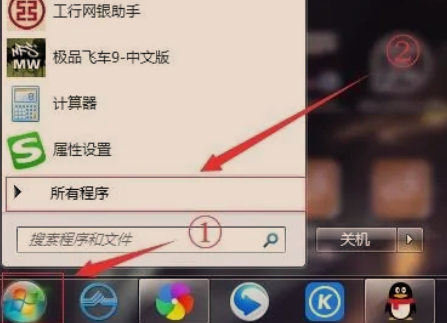 工行网银助手
NFS
MW
极品飞车9-中文版
计算器
S
属性设置
②
所有程序
搜索程序和文件
①
关机
K